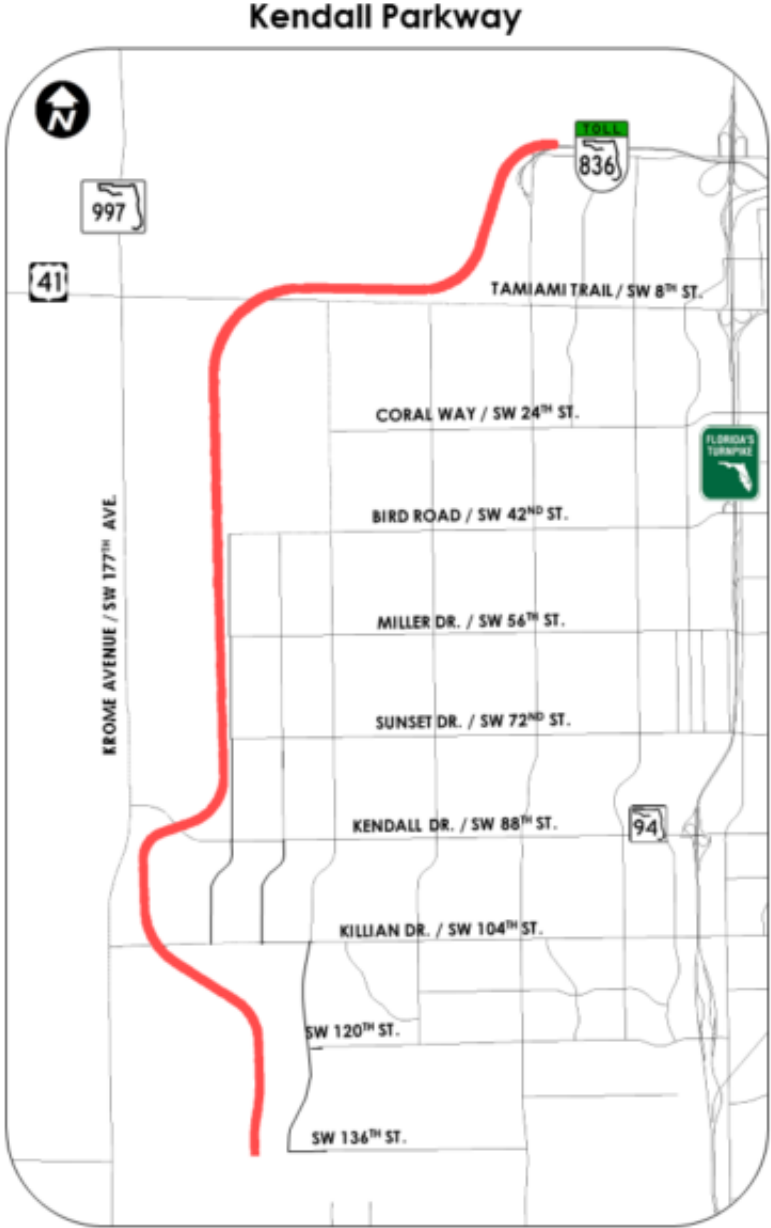 Kendall Parkway
N
TOLL
836
997
41
TAMIAMI TRAIL / SW 8TH ST.
CORAL WAY / SW 24TH ST.
FLORIDA'S
TURNPIKE
BIRD ROAD / SW 42ND ST.
KROME AVENUE / SW 177TH AVE.
MILLER DR. / SW 56TH ST.
SUNSET DR. / SW 72ND ST.
KENDALL DR. / SW 88TH ST.
94
KILLIAN DR. / SW 104TH ST.
SW 120TH ST.
SW 136TH ST.